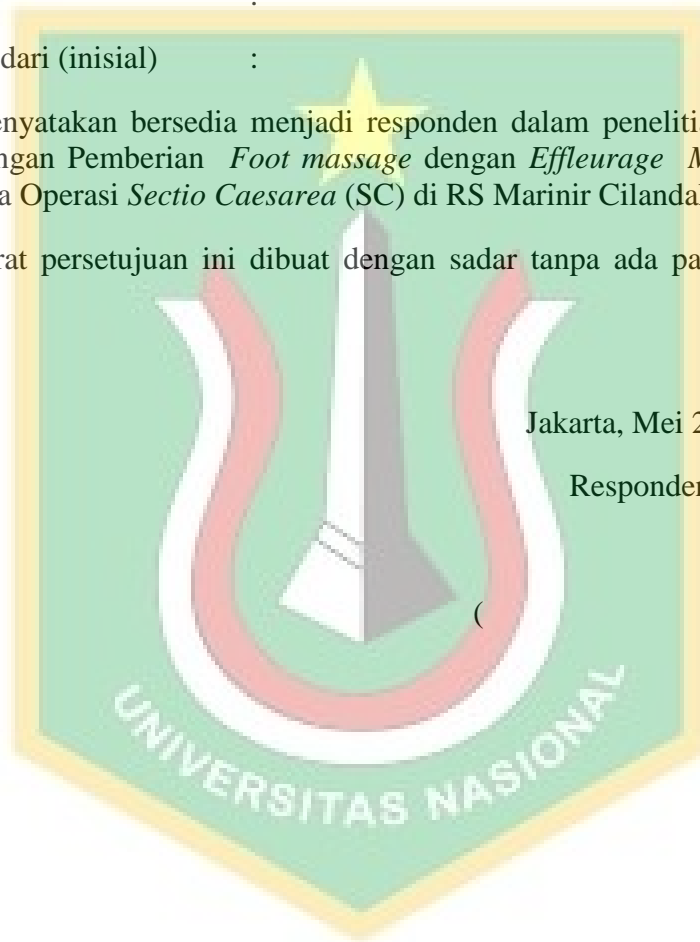 :
dari (inisial) :
enyatakan bersedia menjadi responden dalam peneliti
ngan Pemberian Foot massage dengan Effleurage M
a Operasi Sectio Caesarea (SC) di RS Marinir Cilanda
rat persetujuan ini dibuat dengan sadar tanpa ada pa
Jakarta, Mei 2
Responden
(
UNIVERSITAS NASIONAL